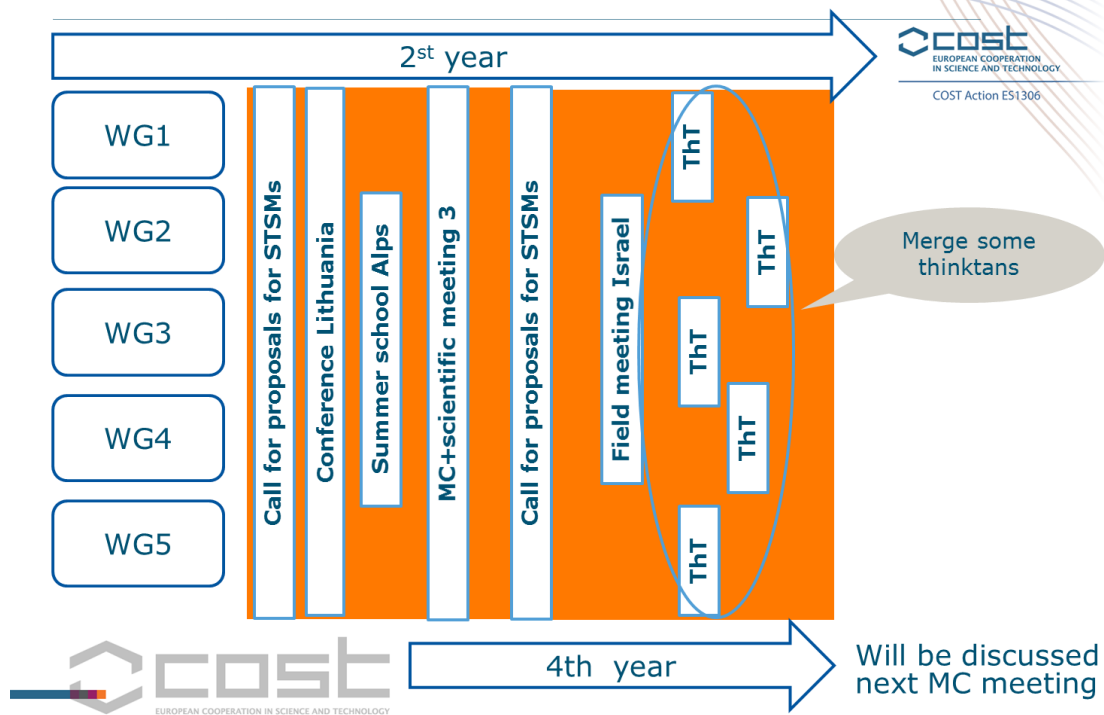 2st year
cost
EUROPEAN COOPERATION
IN SCIENCE AND TECHNOLOGY
COST Action ES1306
WG1
WG2
WG3
WG4
WG5
Call for proposals for STSMs
Conference Lithuania
Summer school Alps
MC+scientific meeting 3
Call for proposals for STSMs
Field meeting Israel
ThT
ThT
ThT
ThT
ThT
Merge some
thinktans
cost
EUROPEAN COOPERATION IN SCIENCE AND TECHNOLOGY
4th year
Will be discussed
next MC meeting